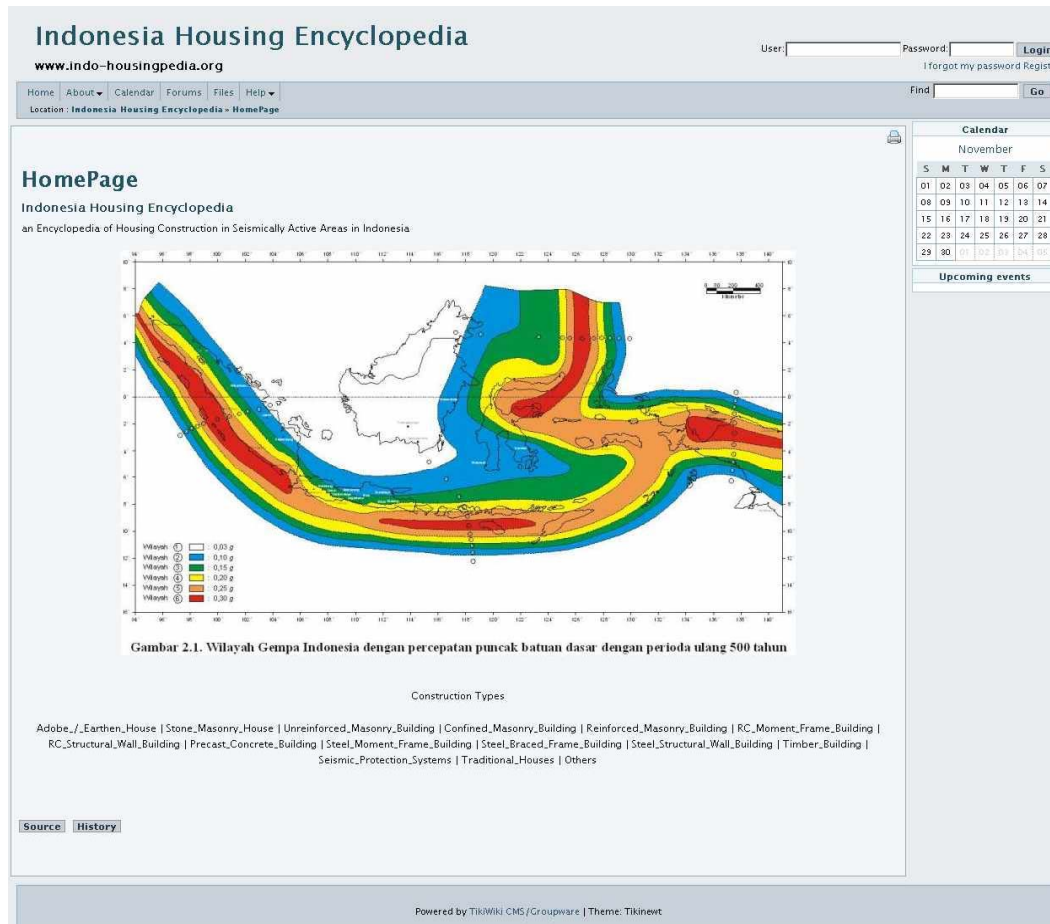 Indonesia Housing Encyclopedia
www.indo-housingpedia.org
User:
Password:
Login
I forgot my password Regist
Home About Calendar Forums Files Help
Find
Go
Location : Indonesia Housing Encyclopedia » HomePage
HomePage
Indonesia Housing Encyclopedia
an Encyclopedia of Housing Construction in Seismically Active Areas in Indonesia
Wilayah 1 : 0,03 g
Wilayah 2 : 0,10 g
Wilayah 3 : 0,15 g
Wilayah 4 : 0,20 g
Wilayah 5 : 0,25 g
Wilayah 6 : 0,30 g
Gambar 2.1. Wilayah Gempa Indonesia dengan percepatan puncak batuan dasar dengan perioda ulang 500 tahun
Construction Types
Adobe_/_Earthen_House | Stone_Masonry_House | Unreinforced_Masonry_Building | Confined_Masonry_Building | Reinforced_Masonry_Building | RC_Moment_Frame_Building |
RC_Structural_Wall_Building | Precast_Concrete_Building | Steel_Moment_Frame_Building | Steel_Braced_Frame_Building | Steel_Structural_Wall_Building | Timber_Building |
Seismic_Protection_Systems | Traditional_Houses | Others
Source History
Calendar
November
S M T W T F S
01 02 03 04 05 06 07
08 09 10 11 12 13 14
15 16 17 18 19 20 21
22 23 24 25 26 27 28
29 30 01 02 03 04 05
Upcoming events
Powered by TikiWiki CMS/Groupware | Theme: Tikinewt